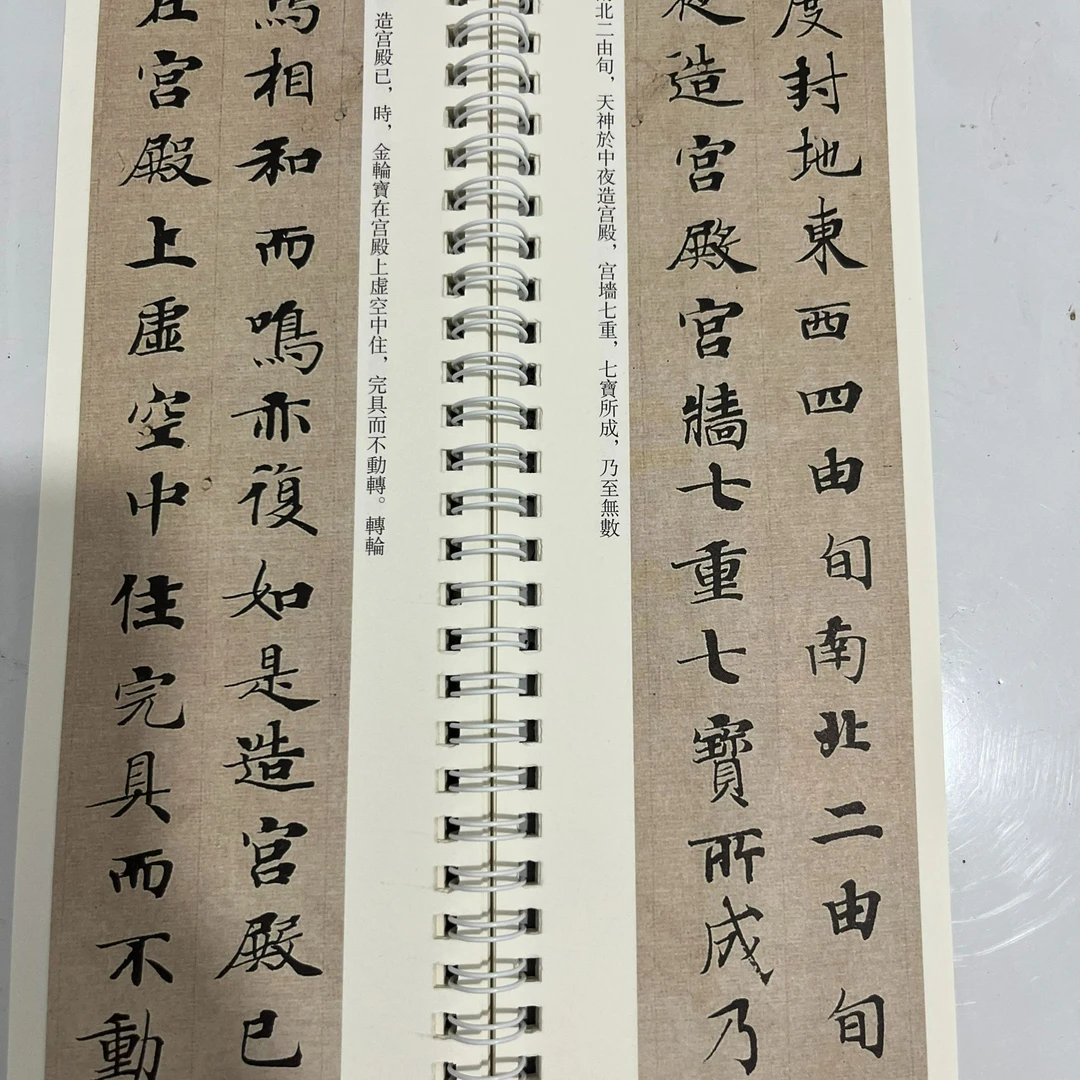 度封地東西四由旬南北二由旬
夜造宮殿宮牆七重七寶所成乃
北二由旬，天神於中夜造宮殿，宮墻七重，七寶所成，乃至無數
鳥相和而鳴亦復如是造宮殿已
造宮殿已，時，金輪寶在宮殿上虛空中住，完具而不動轉。轉輪
在宮殿上虛空中住完具而不動